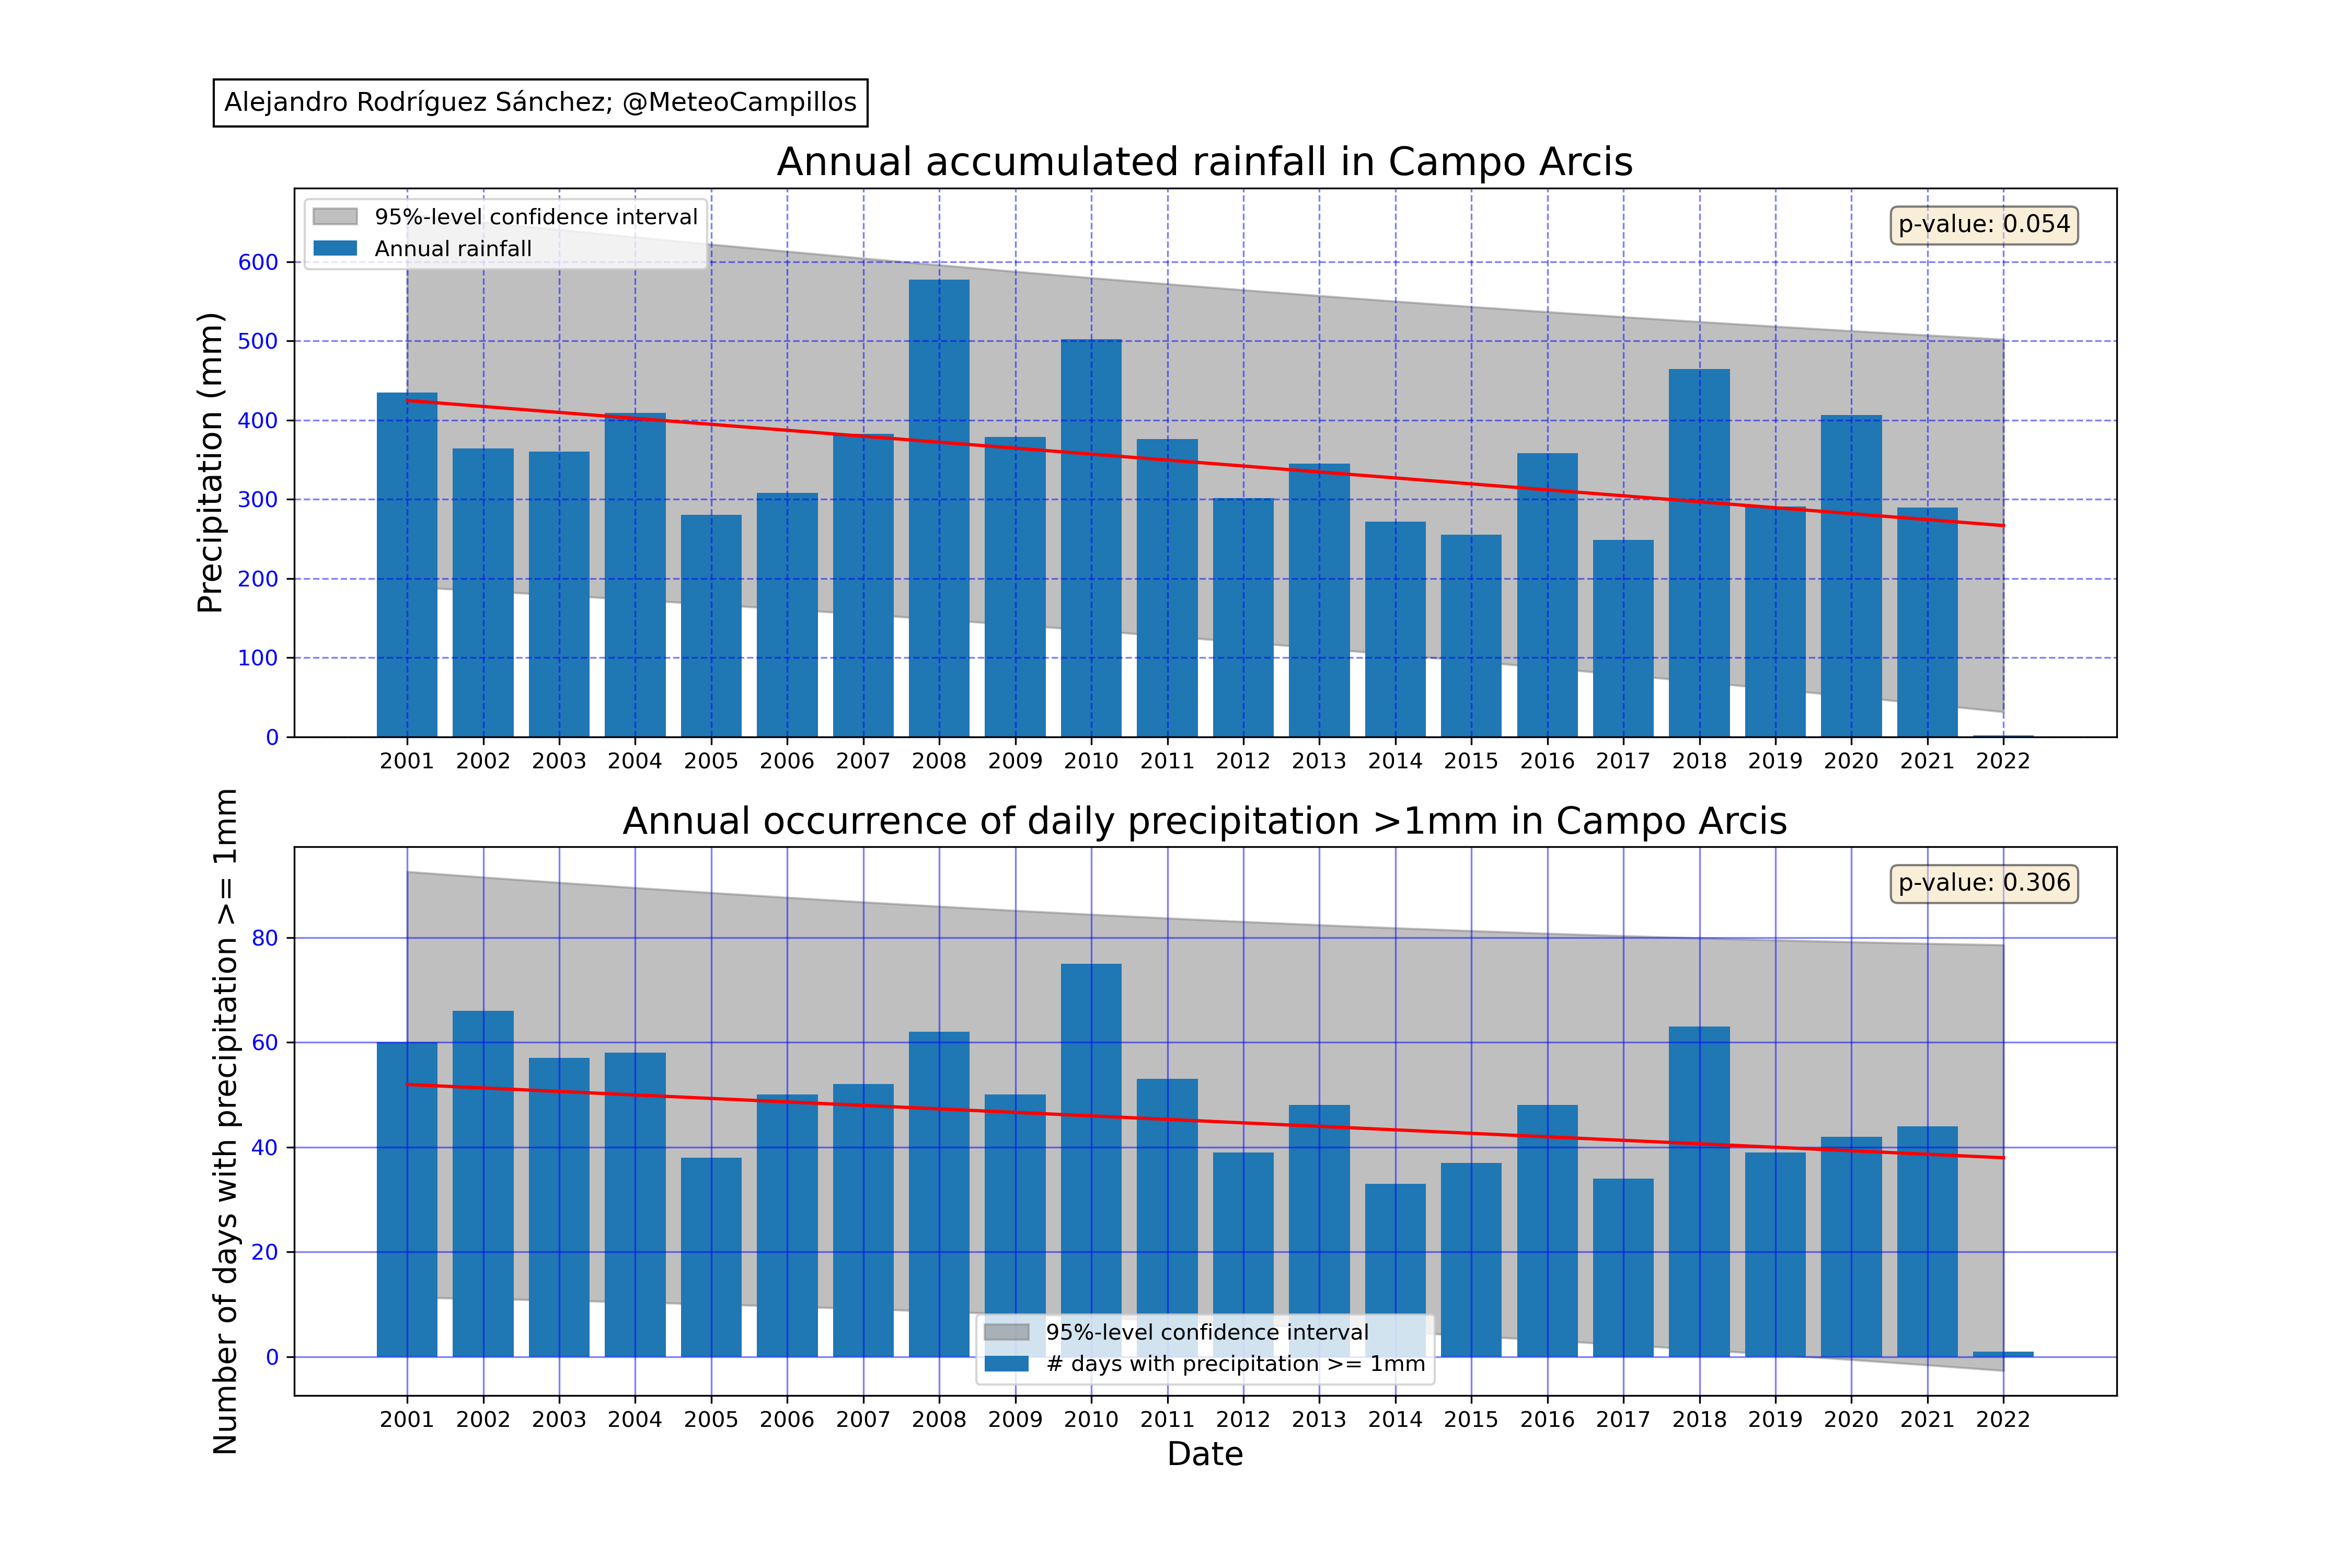 Alejandro Rodríguez Sánchez; @MeteoCampillos
Annual accumulated rainfall in Campo Arcis
95%-level confidence interval
Annual rainfall
p-value: 0.054
Precipitation (mm)
600
500
400
300
200
100
0
2001 2002 2003 2004 2005 2006 2007 2008 2009 2010 2011 2012 2013 2014 2015 2016 2017 2018 2019 2020 2021 2022
Annual occurrence of daily precipitation >1mm in Campo Arcis
p-value: 0.306
Number of days with precipitation >= 1mm
80
60
40
20
0
95%-level confidence interval
# days with precipitation >= 1mm
2001 2002 2003 2004 2005 2006 2007 2008 2009 2010 2011 2012 2013 2014 2015 2016 2017 2018 2019 2020 2021 2022
Date